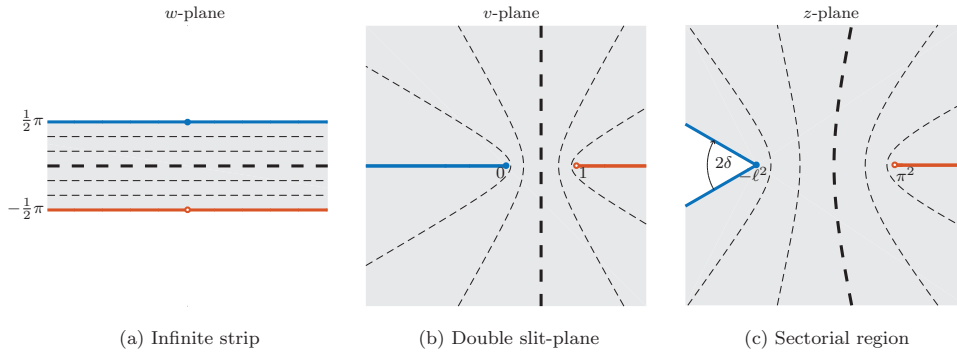 w-plane
v-plane
z-plane
½π
−½π
0
1
2δ
−ℓ²
π²
(a) Infinite strip
(b) Double slit-plane
(c) Sectorial region